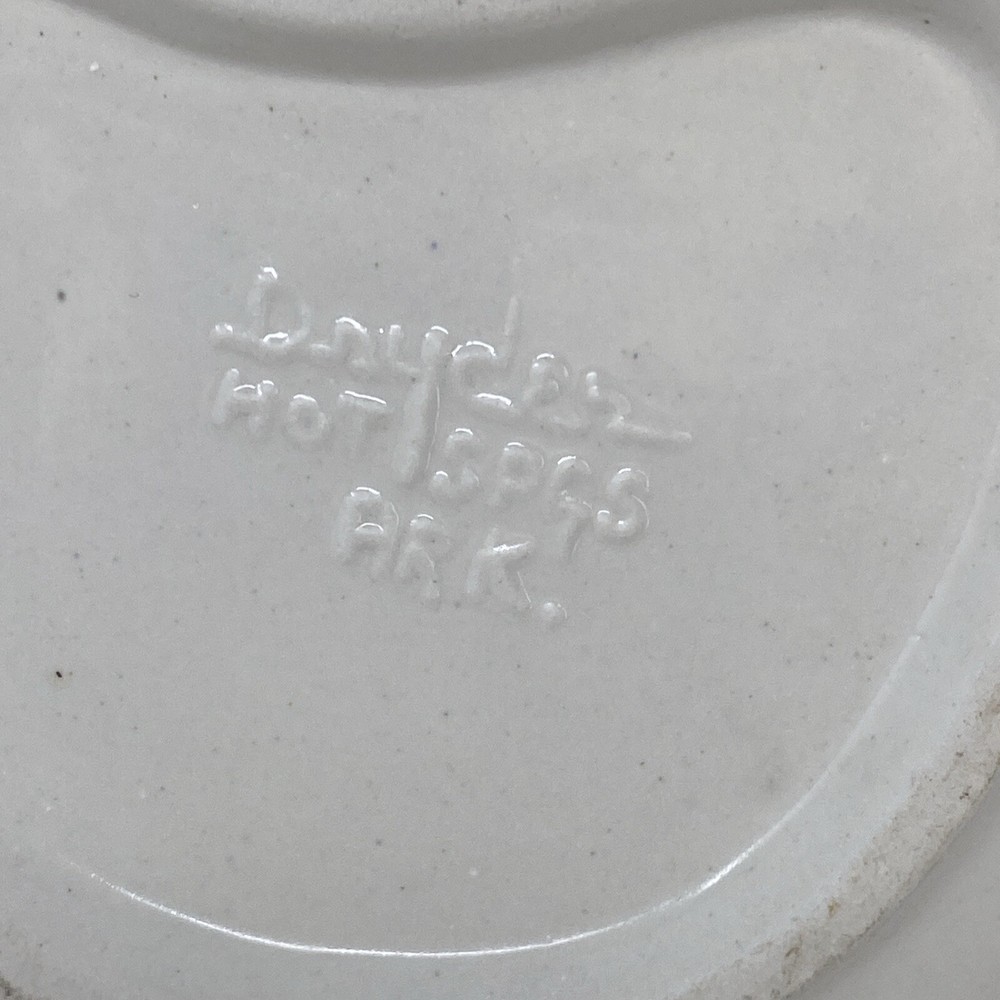 Dryden
HOT SPGS
ARK.